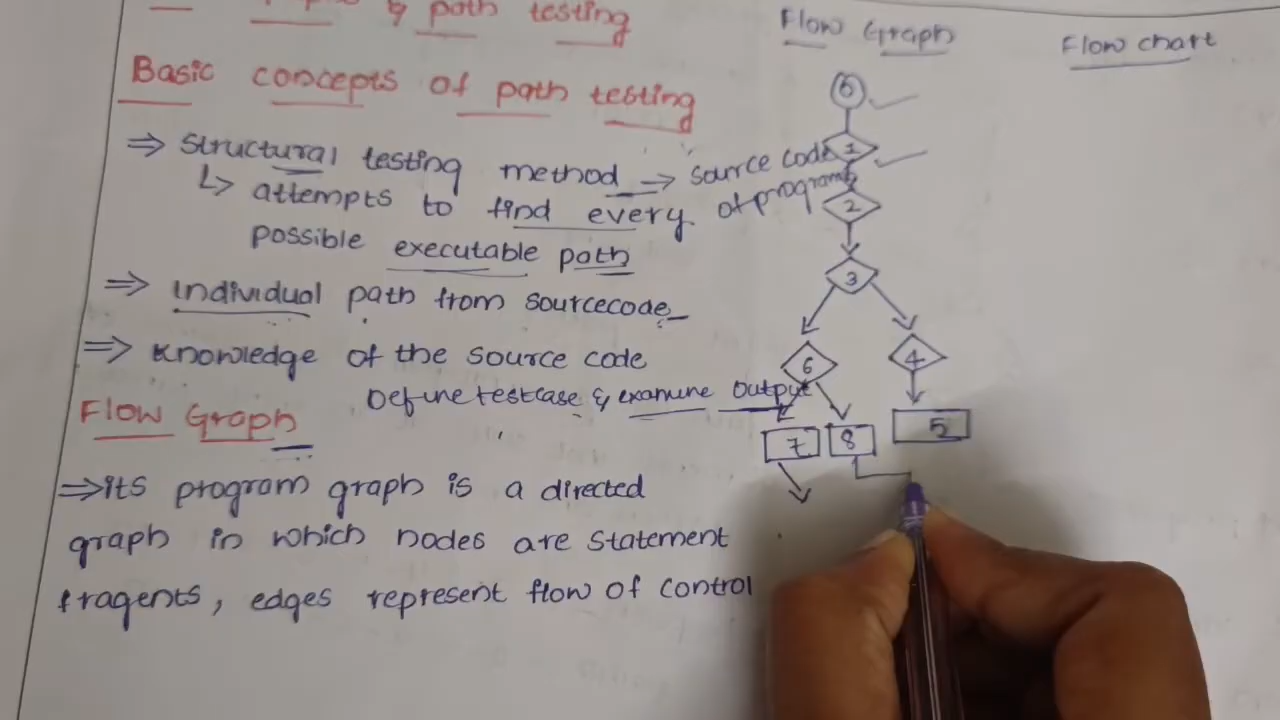 & path testing
Basic concepts of path testing
⇒ Structural testing method → source code of program
↳ attempts to find every possible executable path
⇒ Individual path from sourcecode
⇒ Knowledge of the source code
Define testcase & examine output
Flow Graph
⇒ its program graph is a directed
graph in which nodes are statement
fragents, edges represent flow of control
Flow Graph
1
2
3
6
4
7
8
5
Flow chart